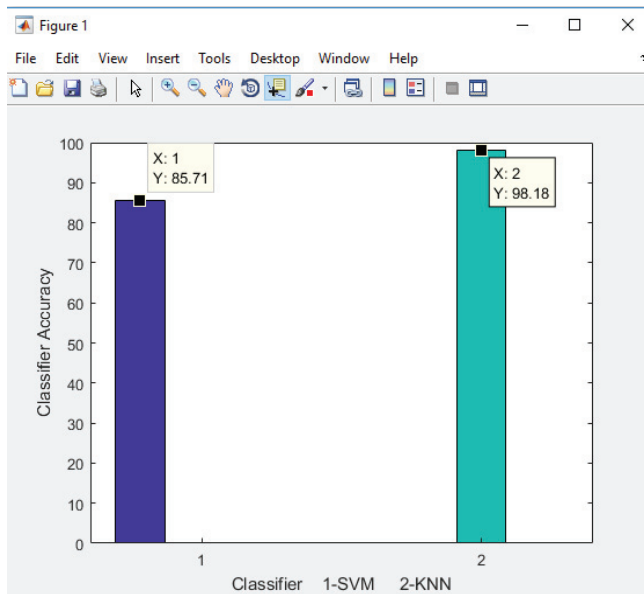 Figure 1
File Edit View Insert Tools Desktop Window Help
100
90
80
70
60
50
40
30
20
10
0
Classifier Accuracy
X: 1
Y: 85.71
X: 2
Y: 98.18
1 2
Classifier 1-SVM 2-KNN